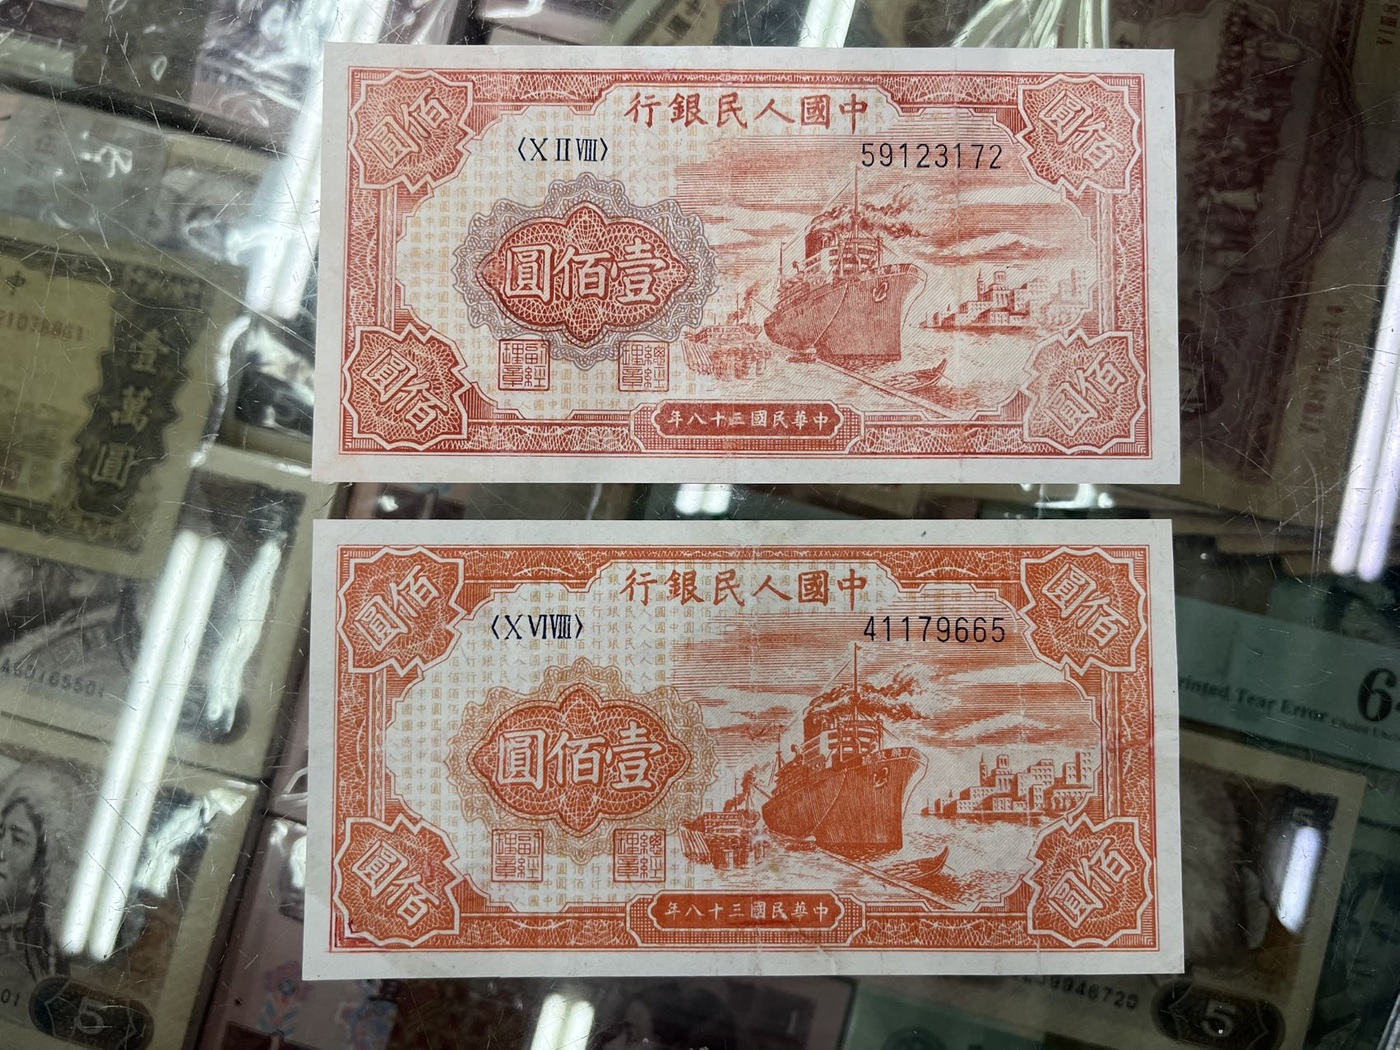 中國人民銀行
〈X II VIII〉
59123172
壹佰圓
佰圓
佰圓
佰圓
佰圓
副經理章
總經理章
中華民國三十八年
中國人民銀行
〈X VI VIII〉
41179665
壹佰圓
佰圓
佰圓
佰圓
佰圓
副經理章
總經理章
中華民國三十八年
壹萬圓
Printed Tear Error
6
5
5